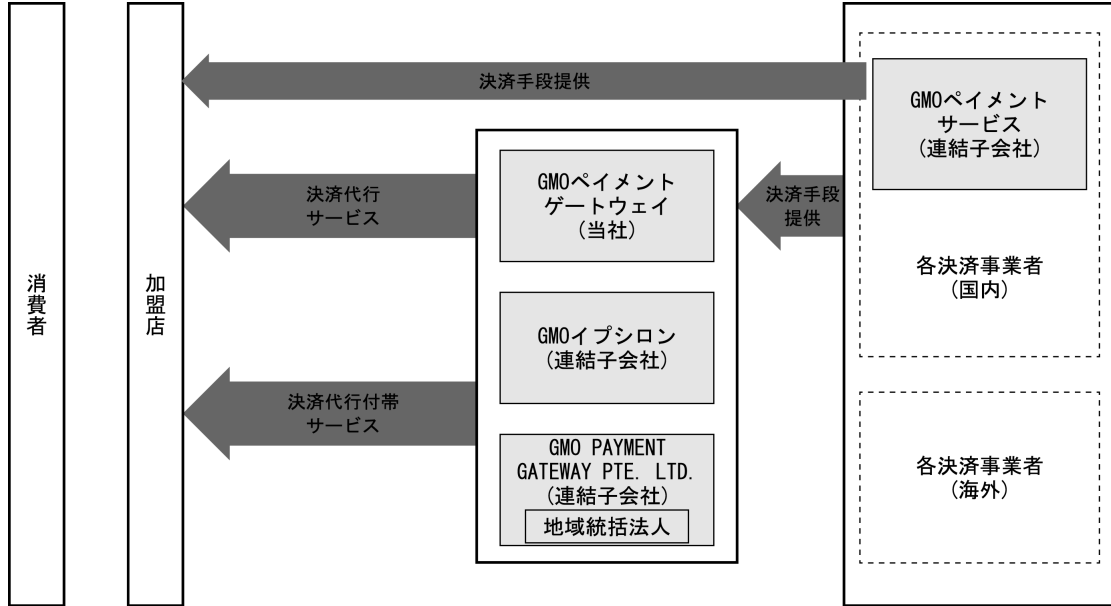 消費者
加盟店
決済手段提供
決済代行
サービス
決済代行付帯
サービス
GMOペイメント
ゲートウェイ
(当社)
GMOイプシロン
(連結子会社)
GMO PAYMENT
GATEWAY PTE. LTD.
(連結子会社)
地域統括法人
決済手段
提供
GMOペイメント
サービス
(連結子会社)
各決済事業者
(国内)
各決済事業者
(海外)